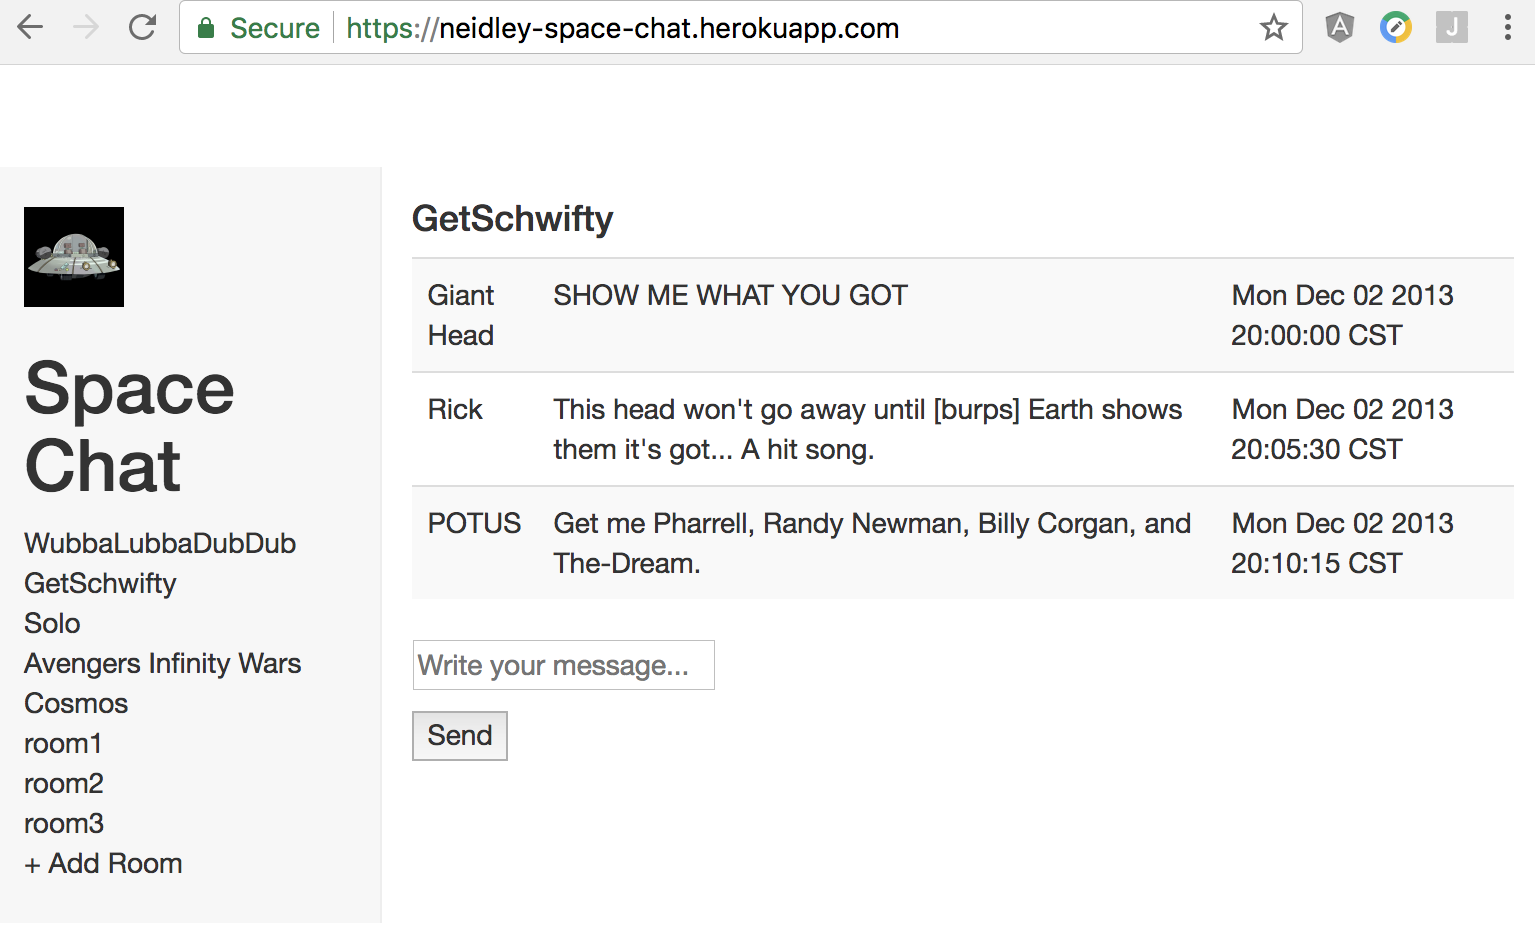 Secure https://neidley-space-chat.herokuapp.com
A
J
Space
Chat
WubbaLubbaDubDub
GetSchwifty
Solo
Avengers Infinity Wars
Cosmos
room1
room2
room3
+ Add Room
GetSchwifty
Giant Head SHOW ME WHAT YOU GOT Mon Dec 02 2013 20:00:00 CST
Rick This head won't go away until [burps] Earth shows them it's got... A hit song. Mon Dec 02 2013 20:05:30 CST
POTUS Get me Pharrell, Randy Newman, Billy Corgan, and The-Dream. Mon Dec 02 2013 20:10:15 CST
Write your message...
Send